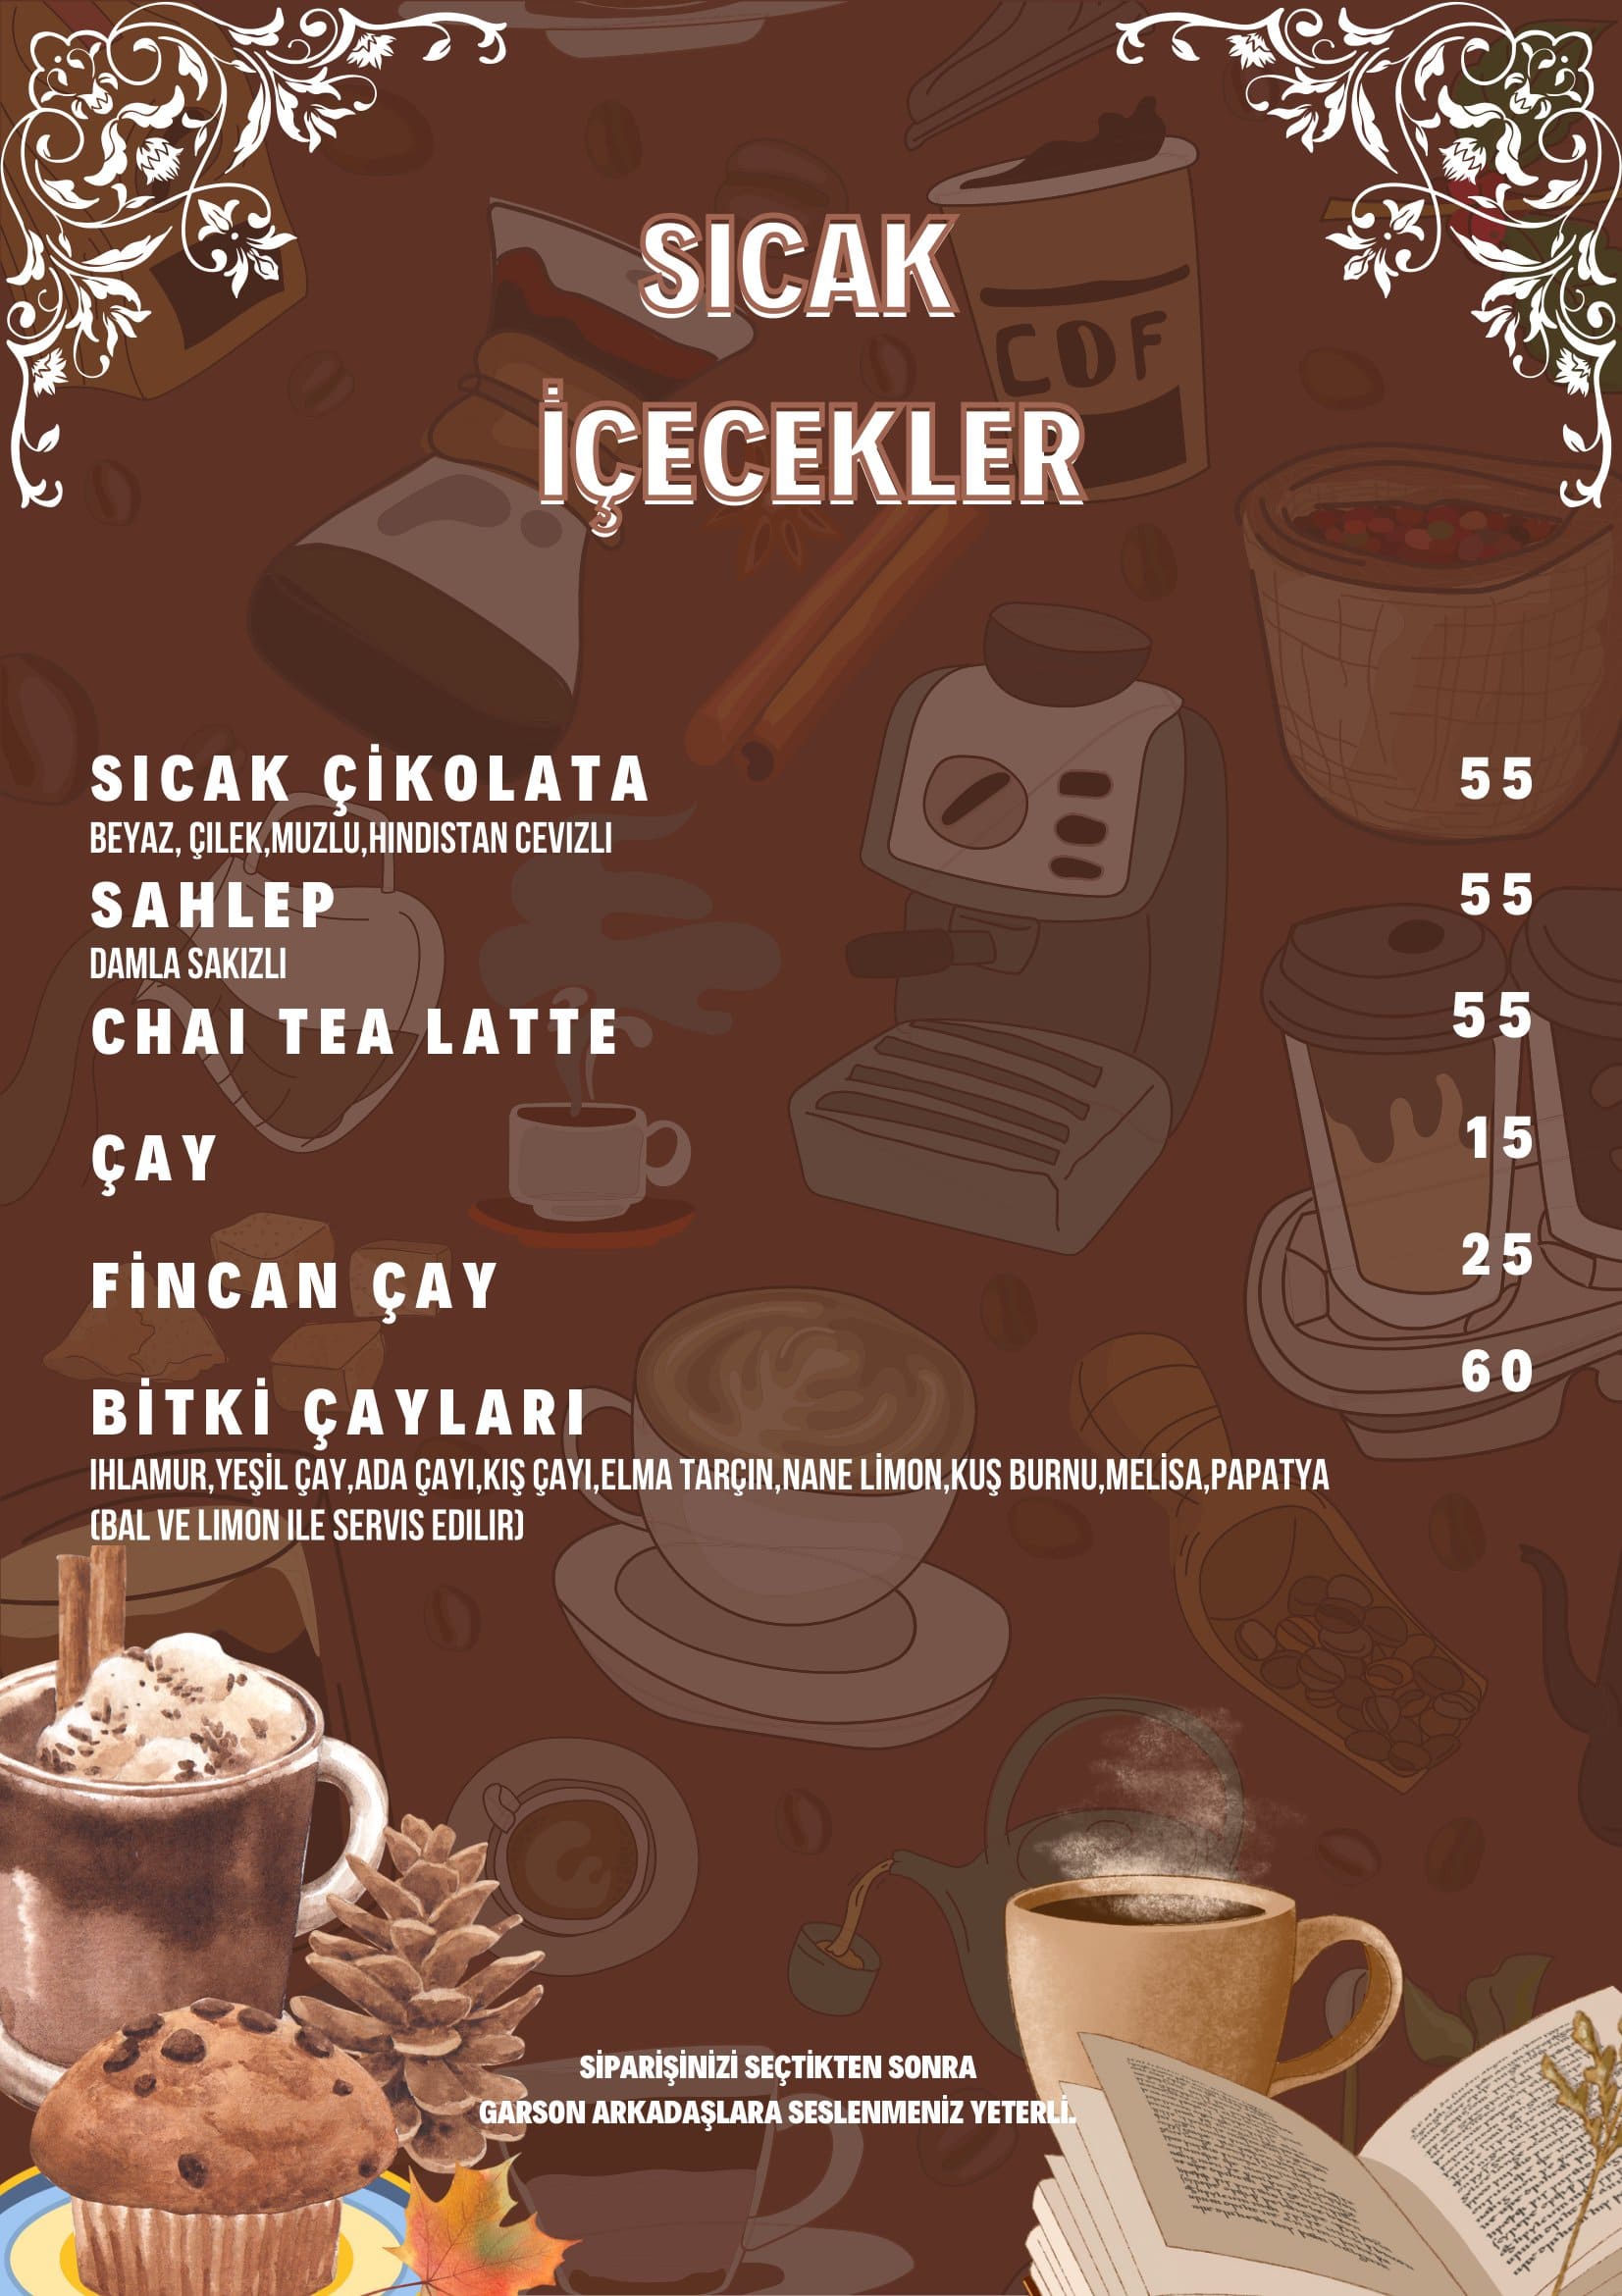 SICAK
İÇECEKLER
COF
SICAK ÇİKOLATA 55
BEYAZ, ÇILEK,MUZLU,HINDISTAN CEVIZLI
SAHLEP 55
DAMLA SAKIZLI
CHAI TEA LATTE 55
ÇAY 15
FİNCAN ÇAY 25
BİTKİ ÇAYLARI 60
IHLAMUR,YEŞİL ÇAY,ADA ÇAYI,KIŞ ÇAYI,ELMA TARÇIN,NANE LİMON,KUŞ BURNU,MELİSA,PAPATYA
(BAL VE LIMON ILE SERVIS EDILIR)
SİPARİŞİNİZİ SEÇTİKTEN SONRA
GARSON ARKADAŞLARA SESLENMENİZ YETERLİ.